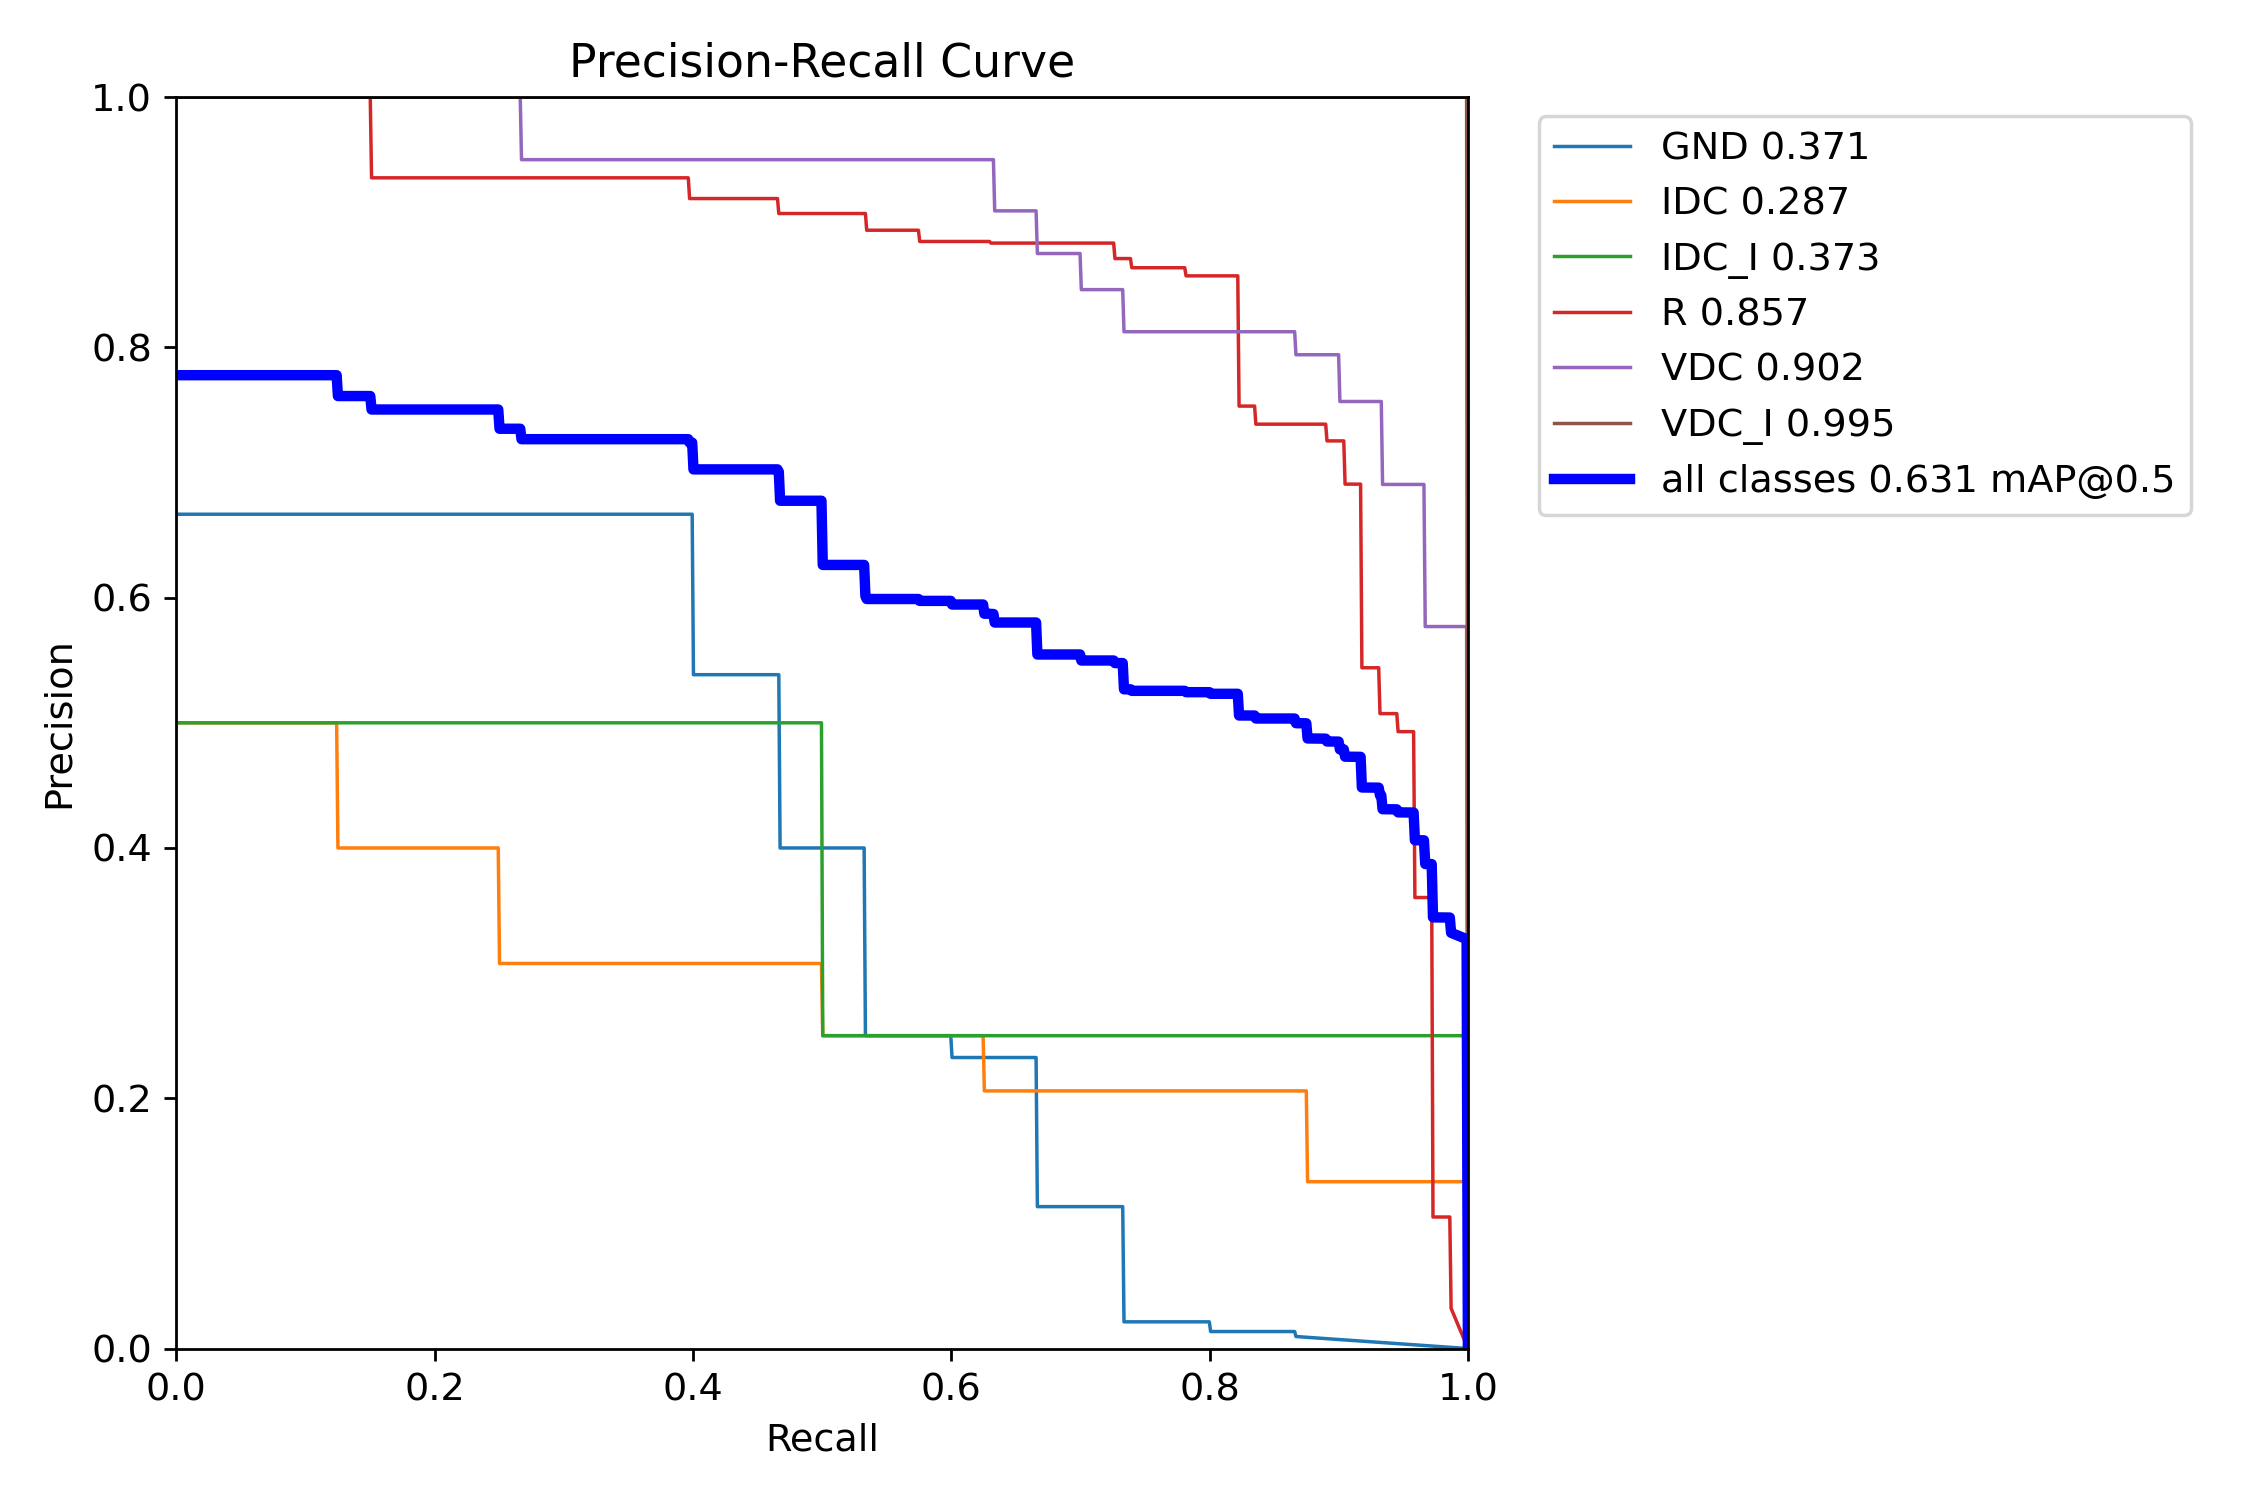 Precision-Recall Curve
1.0
0.8
0.6
0.4
0.2
0.0
Precision
0.0 0.2 0.4 0.6 0.8 1.0
Recall
GND 0.371
IDC 0.287
IDC_I 0.373
R 0.857
VDC 0.902
VDC_I 0.995
all classes 0.631 mAP@0.5